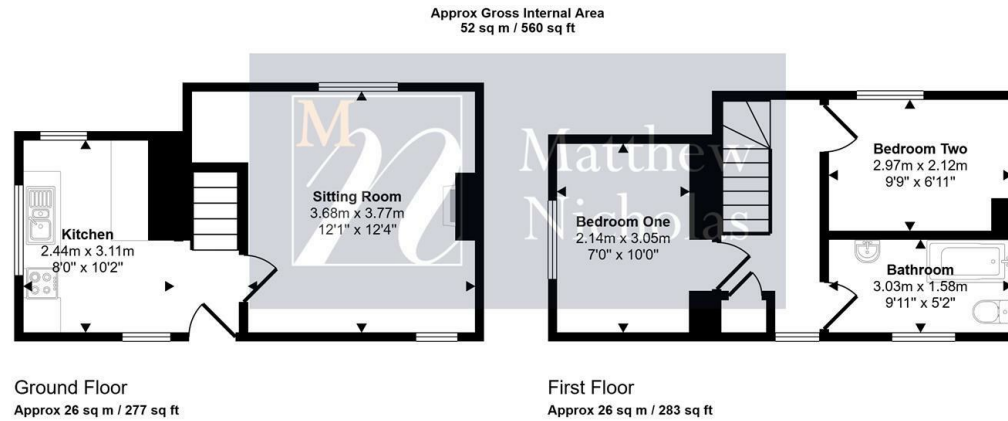 Approx Gross Internal Area
52 sq m / 560 sq ft
M
n
Matthew
Nicholas
Kitchen
2.44m x 3.11m
8'0" x 10'2"
Sitting Room
3.68m x 3.77m
12'1" x 12'4"
Bedroom One
2.14m x 3.05m
7'0" x 10'0"
Bedroom Two
2.97m x 2.12m
9'9" x 6'11"
Bathroom
3.03m x 1.58m
9'11" x 5'2"
Ground Floor
Approx 26 sq m / 277 sq ft
First Floor
Approx 26 sq m / 283 sq ft